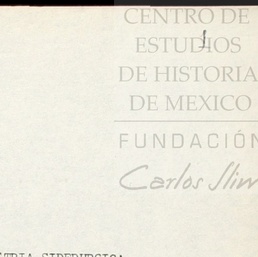 CENTRO DE
ESTUDIOS
DE HISTORIA
DE MEXICO
FUNDACIÓN
Carlos Slim